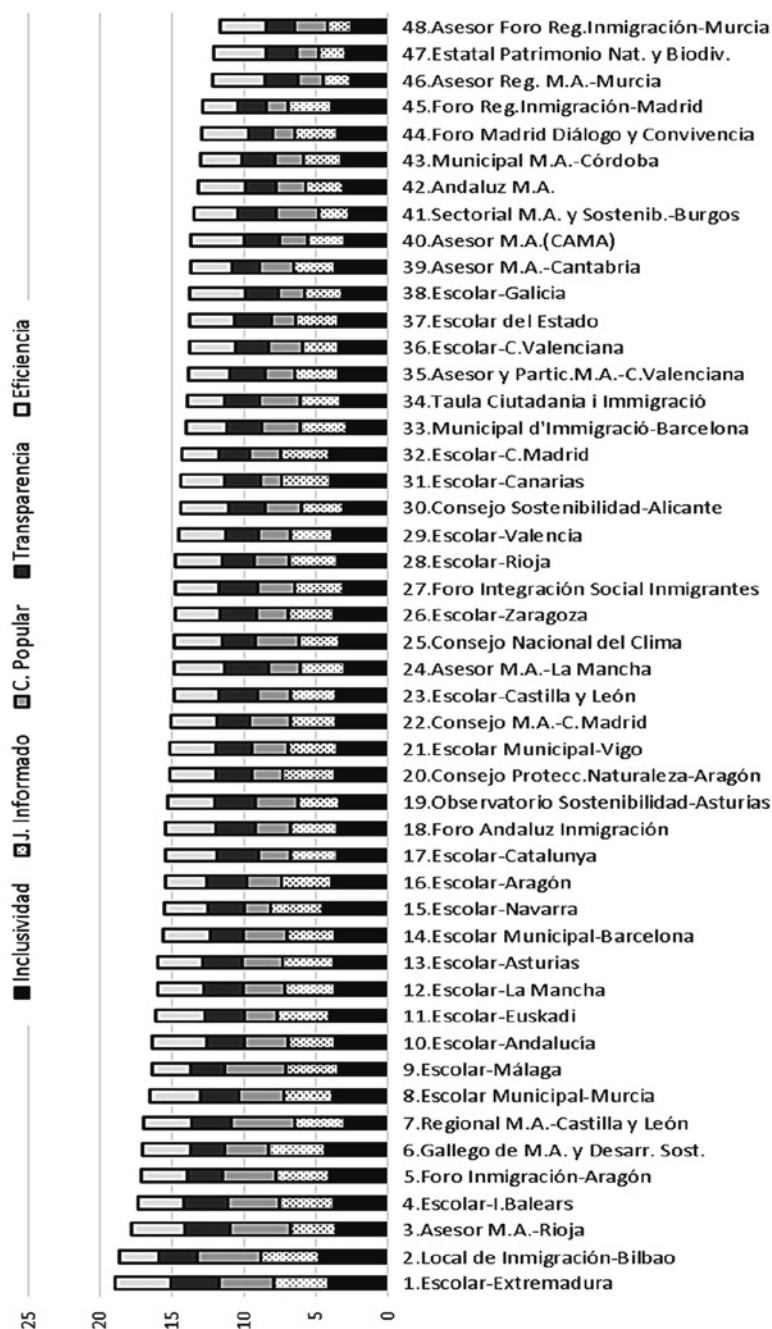 Inclusividad
J. Informado
C. Popular
Transparencia
Eficiencia
48.Asesor Foro Reg.Inmigración-Murcia
47.Estatal Patrimonio Nat. y Biodiv.
46.Asesor Reg. M.A.-Murcia
45.Foro Reg.Inmigración-Madrid
44.Foro Madrid Diálogo y Convivencia
43.Municipal M.A.-Córdoba
42.Andaluz M.A.
41.Sectorial M.A. y Sostenib.-Burgos
40.Asesor M.A.(CAMA)
39.Asesor M.A.-Cantabria
38.Escolar-Galicia
37.Escolar del Estado
36.Escolar-C.Valenciana
35.Asesor y Partic.M.A.-C.Valenciana
34.Taula Ciutadania i Immigració
33.Municipal d'Immigració-Barcelona
32.Escolar-C.Madrid
31.Escolar-Canarias
30.Consejo Sostenibilidad-Alicante
29.Escolar-Valencia
28.Escolar-Rioja
27.Foro Integración Social Inmigrantes
26.Escolar-Zaragoza
25.Consejo Nacional del Clima
24.Asesor M.A.-La Mancha
23.Escolar-Castilla y León
22.Consejo M.A.-C.Madrid
21.Escolar Municipal-Vigo
20.Consejo Protecc.Naturaleza-Aragón
19.Observatorio Sostenibilidad-Asturias
18.Foro Andaluz Inmigración
17.Escolar-Catalunya
16.Escolar-Aragón
15.Escolar-Navarra
14.Escolar Municipal-Barcelona
13.Escolar-Asturias
12.Escolar-La Mancha
11.Escolar-Euskadi
10.Escolar-Andalucía
9.Escolar-Málaga
8.Escolar Municipal-Murcia
7.Regional M.A.-Castilla y León
6.Gallego de M.A. y Desarr. Sost.
5.Foro Inmigración-Aragón
4.Escolar-I.Balears
3.Asesor M.A.-Rioja
2.Local de Inmigración-Bilbao
1.Escolar-Extremadura
25
20
15
10
5
0